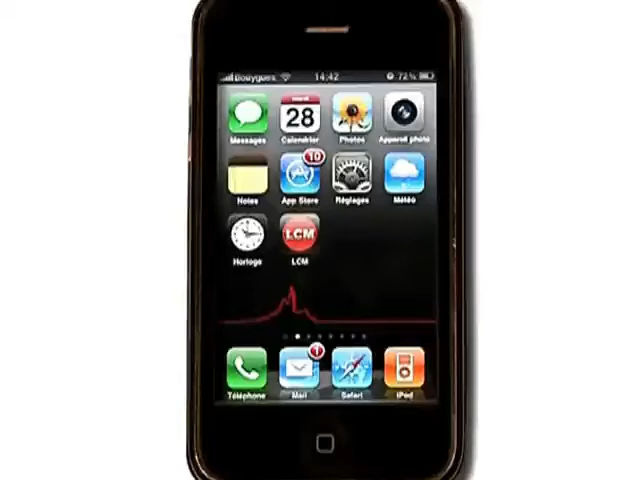 Bouygues 14:42 72 %
28
Messages Calendrier Photos Appareil photo
10
Notes App Store Réglages Météo
LCM
Horloge LCM
1
Téléphone Mail Safari iPod